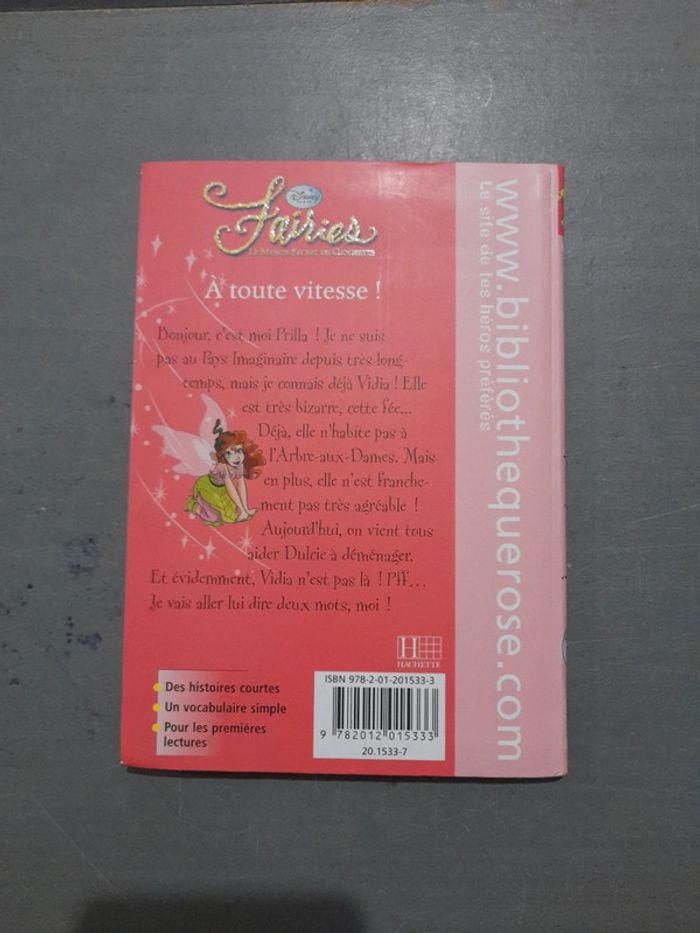 Disney
Fairies
Le Monde Secret de Clochette
À toute vitesse !
Bonjour, c'est moi Prilla ! Je ne suis
pas au Pays Imaginaire depuis très long-
temps, mais je connais déjà Vidia ! Elle
est très bizarre, cette fée...
Déjà, elle n'habite pas à
l'Arbre-aux-Dames. Mais
en plus, elle n'est franche-
ment pas très agréable !
Aujourd'hui, on vient tous
aider Dulcie à déménager.
Et évidemment, Vidia n'est pas là ! Pff...
Je vais aller lui dire deux mots, moi !
H
HACHETTE
Des histoires courtes
Un vocabulaire simple
Pour les premières
lectures
ISBN 978-2-01-201533-3
9 782012 015333
20.1533-7
www.bibliothequerose.com
Le site de tes héros préférés